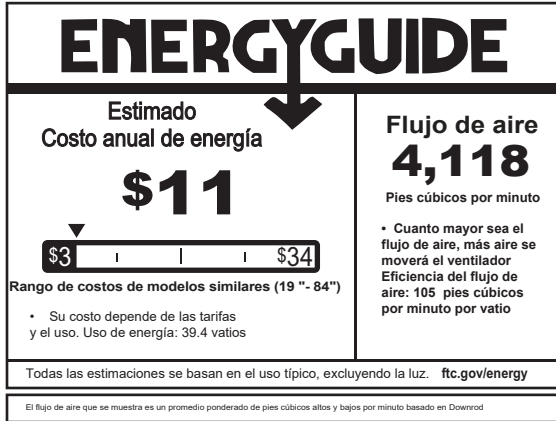 ENERGYGUIDE
Estimado
Costo anual de energía
$11
$3
$34
Rango de costos de modelos similares (19 "- 84")
• Su costo depende de las tarifas
y el uso. Uso de energía: 39.4 vatios
Flujo de aire
4,118
Pies cúbicos por minuto
• Cuanto mayor sea el
flujo de aire, más aire se
moverá el ventilador
Eficiencia del flujo de
aire: 105 pies cúbicos
por minuto por vatio
Todas las estimaciones se basan en el uso típico, excluyendo la luz. ftc.gov/energy
El flujo de aire que se muestra es un promedio ponderado de pies cúbicos altos y bajos por minuto basado en Downrod